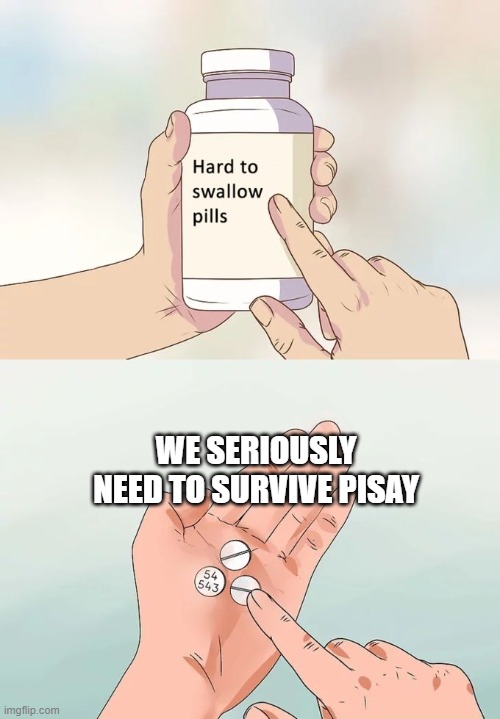 Hard to
swallow
pills
WE SERIOUSLY
NEED TO SURVIVE PISAY
54
543
imgflip.com